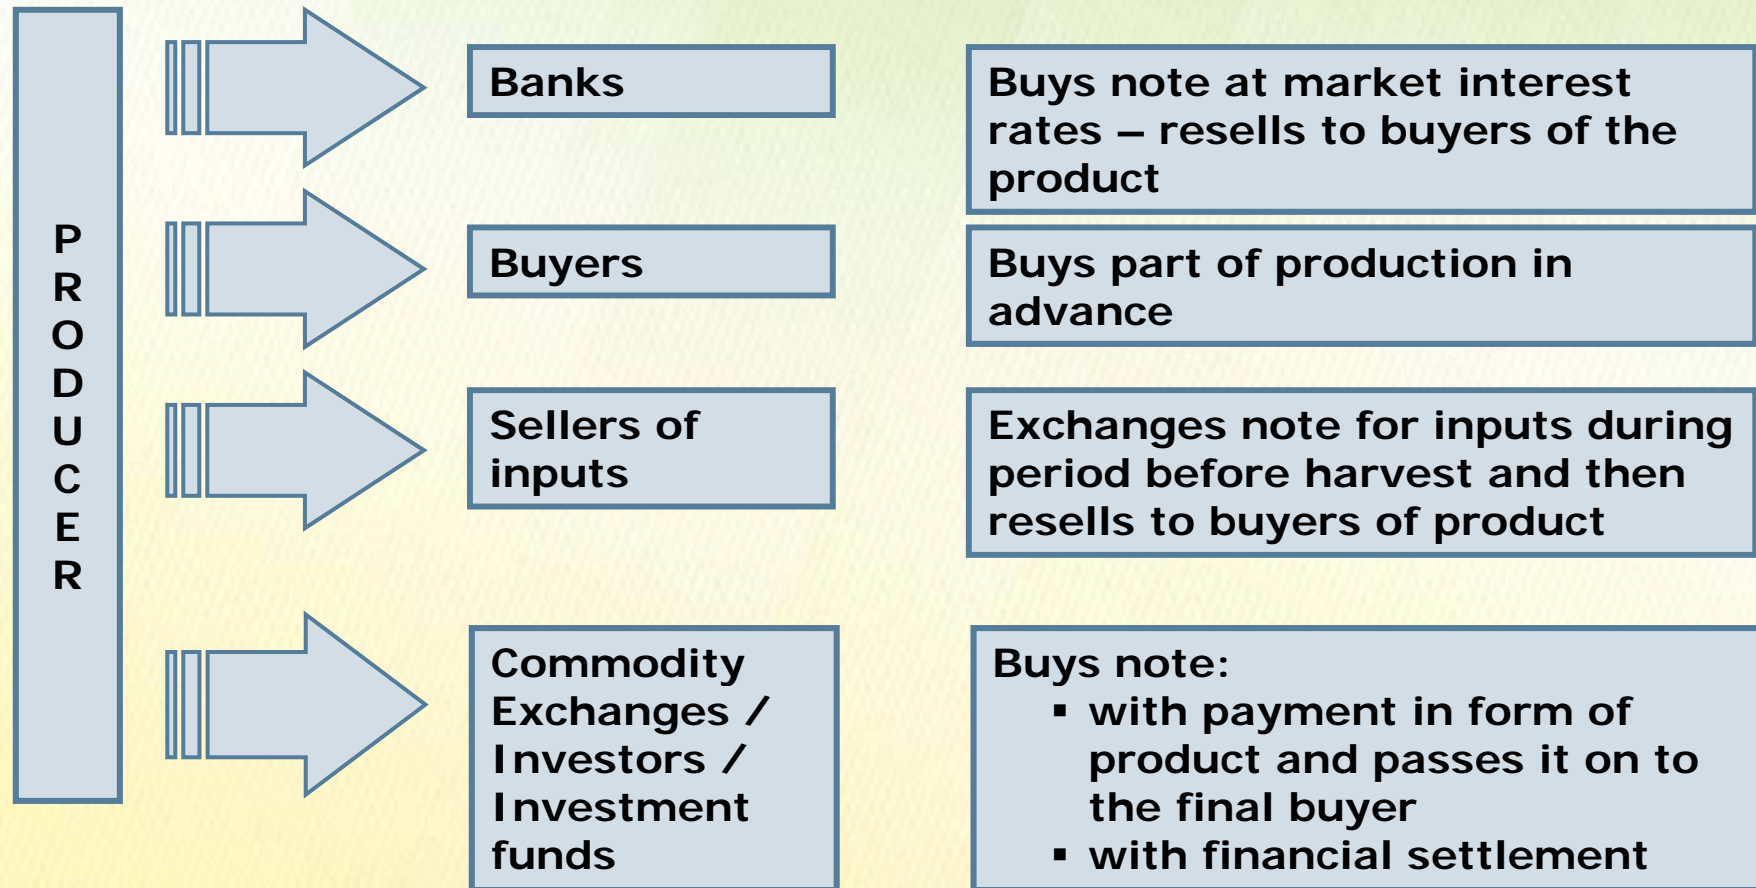 PRODUCER
Banks
Buys note at market interest
rates – resells to buyers of the
product
Buyers
Buys part of production in
advance
Sellers of
inputs
Exchanges note for inputs during
period before harvest and then
resells to buyers of product
Commodity
Exchanges /
Investors /
Investment
funds
Buys note:
▪ with payment in form of
product and passes it on to
the final buyer
▪ with financial settlement